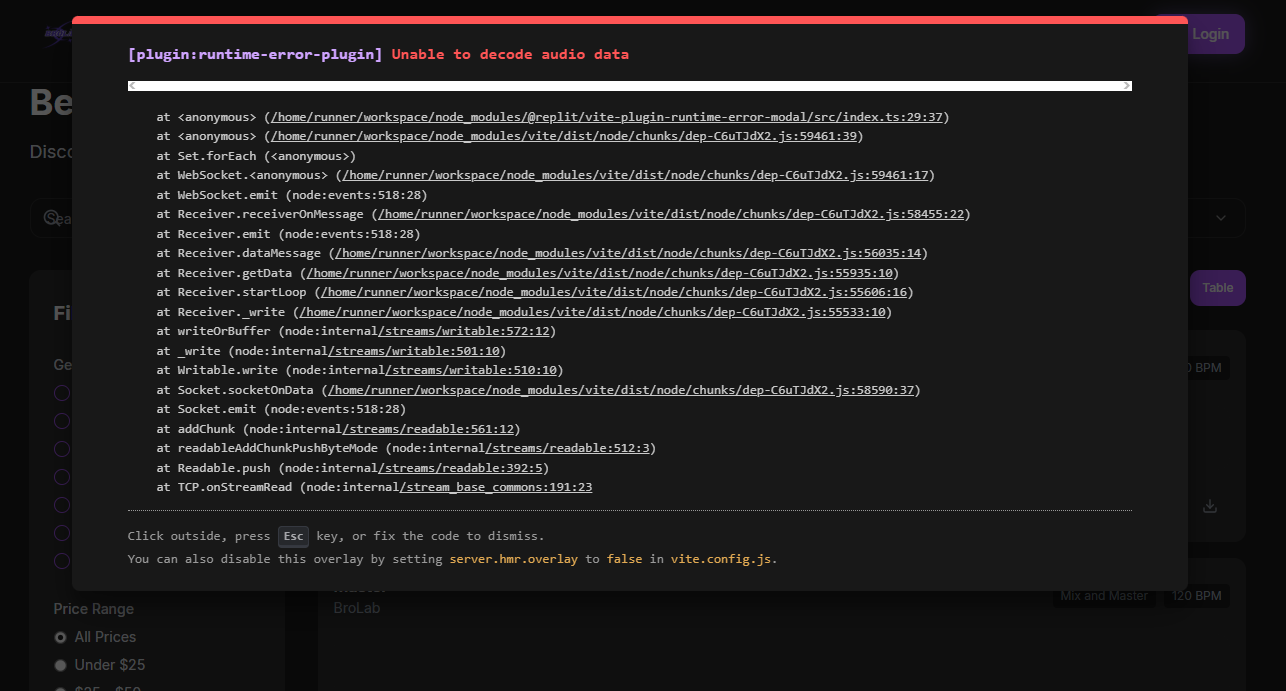 Login
[plugin:runtime-error-plugin] Unable to decode audio data
Be
Disco
at <anonymous> (/home/runner/workspace/node_modules/@replit/vite-plugin-runtime-error-modal/src/index.ts:29:37)
at <anonymous> (/home/runner/workspace/node_modules/vite/dist/node/chunks/dep-C6uTJdX2.js:59461:39)
at Set.forEach (<anonymous>)
at WebSocket.<anonymous> (/home/runner/workspace/node_modules/vite/dist/node/chunks/dep-C6uTJdX2.js:59461:17)
at WebSocket.emit (node:events:518:28)
at Receiver.receiverOnMessage (/home/runner/workspace/node_modules/vite/dist/node/chunks/dep-C6uTJdX2.js:58455:22)
Sea
at Receiver.emit (node:events:518:28)
at Receiver.dataMessage (/home/runner/workspace/node_modules/vite/dist/node/chunks/dep-C6uTJdX2.js:56035:14)
at Receiver.getData (/home/runner/workspace/node_modules/vite/dist/node/chunks/dep-C6uTJdX2.js:55935:10)
at Receiver.startLoop (/home/runner/workspace/node_modules/vite/dist/node/chunks/dep-C6uTJdX2.js:55606:16)
Table
at Receiver._write (/home/runner/workspace/node_modules/vite/dist/node/chunks/dep-C6uTJdX2.js:55533:10)
Fi
at writeOrBuffer (node:internal/streams/writable:572:12)
at _write (node:internal/streams/writable:501:10)
Ge
at Writable.write (node:internal/streams/writable:510:10)
BPM
at Socket.socketOnData (/home/runner/workspace/node_modules/vite/dist/node/chunks/dep-C6uTJdX2.js:58590:37)
at Socket.emit (node:events:518:28)
at addChunk (node:internal/streams/readable:561:12)
at readableAddChunkPushByteMode (node:internal/streams/readable:512:3)
at Readable.push (node:internal/streams/readable:392:5)
at TCP.onStreamRead (node:internal/stream_base_commons:191:23
Click outside, press Esc key, or fix the code to dismiss.
You can also disable this overlay by setting server.hmr.overlay to false in vite.config.js.
Mix and Master 120 BPM
BroLab
Price Range
All Prices
Under $25